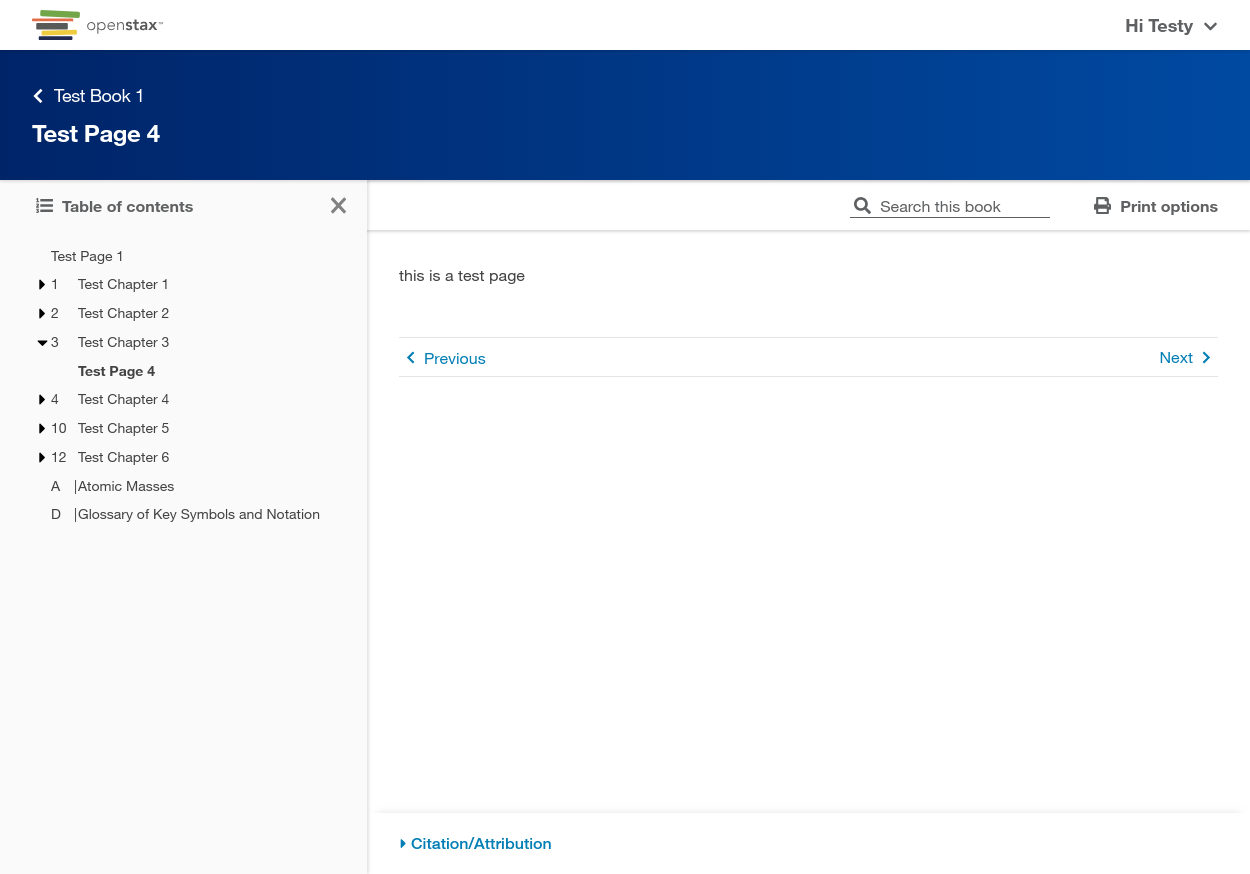 openstax™
Hi Testy
Test Book 1
Test Page 4
Table of contents
Search this book
Print options
Test Page 1
1 Test Chapter 1
2 Test Chapter 2
3 Test Chapter 3
Test Page 4
4 Test Chapter 4
10 Test Chapter 5
12 Test Chapter 6
A |Atomic Masses
D |Glossary of Key Symbols and Notation
this is a test page
Previous
Next
Citation/Attribution